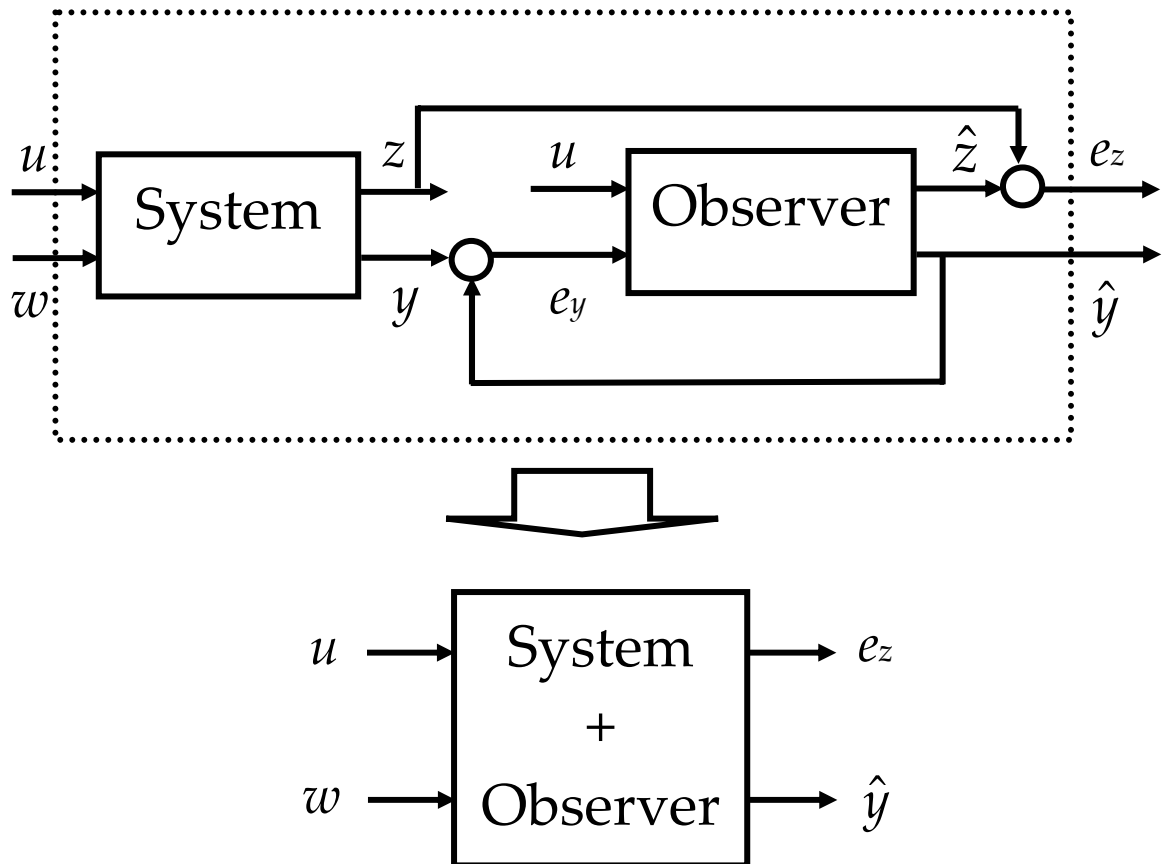 u
w
System
z
y
e_y
u
Observer
ẑ
e_z
ŷ
u
w
System
+
Observer
e_z
ŷ